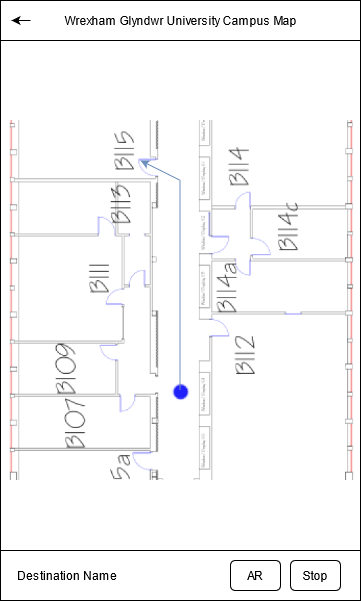 Wrexham Glyndwr University Campus Map
B115
B114
B113
B114c
B111
B114a
B112
B109
B107
5a
Destination Name
AR
Stop